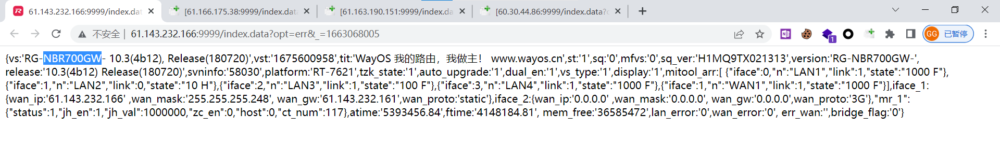 61.143.232.166:9999/index.dat
[61.166.175.38:9999/index.dat
[61.163.190.151:9999/index.da
[60.30.44.86:9999/index.data?
不安全 | 61.143.232.166:9999/index.data?opt=err&_=1663068005
1
GG 已暂停
{vs:'RG-NBR700GW- 10.3(4b12), Release(180720)',vst:'1675600958',tit:'WayOS 我的路由，我做主！ www.wayos.cn',st:'1',sq:'0',mfvs:'0',sq_ver:'H1MQ9TX021313',version:'RG-NBR700GW-',
release:'10.3(4b12) Release(180720)',svninfo:'58030',platform:'RT-7621',tzk_state:'1',auto_upgrade:'1',dual_en:'1',vs_type:'1',display:'1',mitool_arr:[ {"iface":0,"n":"LAN1","link":1,"state":"1000 F"},
{"iface":1,"n":"LAN2","link":0,"state":"10 H"},{"iface":2,"n":"LAN3","link":1,"state":"100 F"},{"iface":3,"n":"LAN4","link":1,"state":"1000 F"},{"iface":1,"n":"WAN1","link":1,"state":"1000 F"}],iface_1:
{wan_ip:'61.143.232.166' ,wan_mask:'255.255.255.248', wan_gw:'61.143.232.161',wan_proto:'static'},iface_2:{wan_ip:'0.0.0.0' ,wan_mask:'0.0.0.0', wan_gw:'0.0.0.0',wan_proto:'3G'},"mr_1":
{"status":1,"jh_en":1,"jh_val":1000000,"zc_en":0,"host":0,"ct_num":117},atime:'5393456.84',ftime:'4148184.81', mem_free:'36585472',lan_error:'0',wan_error:'0', err_wan:'',bridge_flag:'0'}